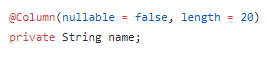 @Column(nullable = false, length = 20)
private String name;